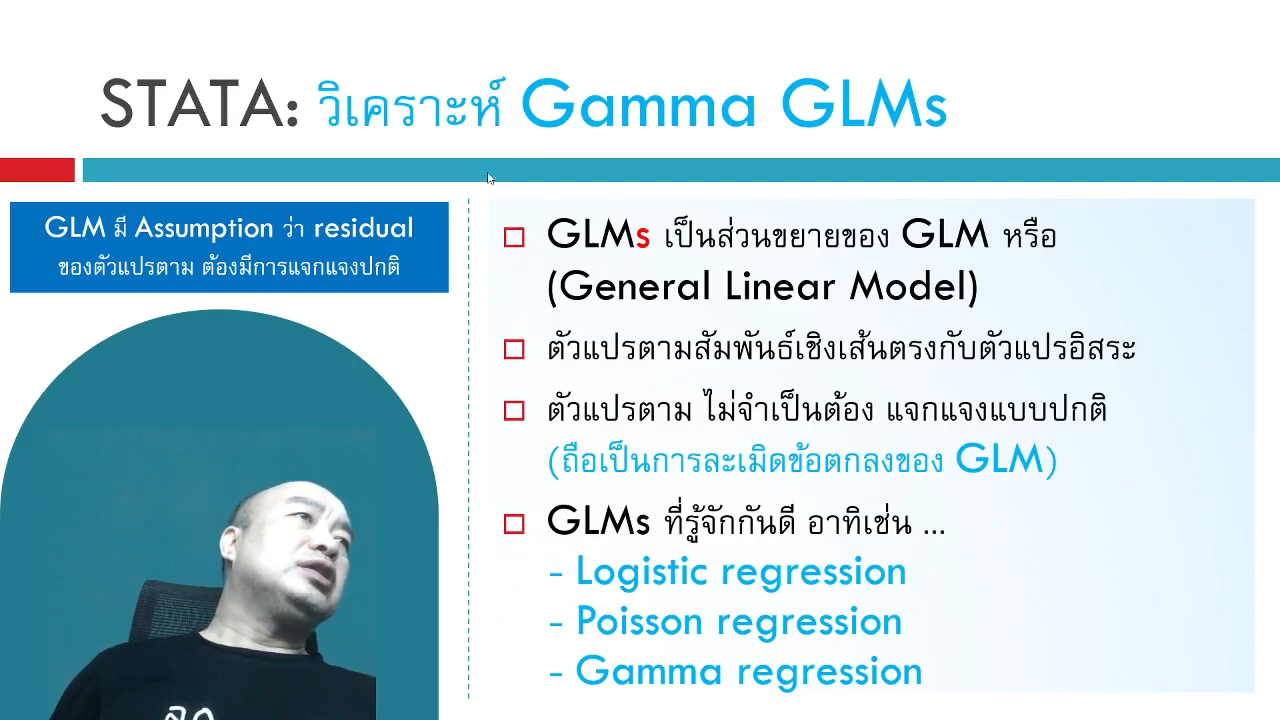 STATA: วิเคราะห์ Gamma GLMs
GLM มี Assumption ว่า residual
ของตัวแปรตาม ต้องมีการแจกแจงปกติ
GLMs เป็นส่วนขยายของ GLM หรือ
(General Linear Model)
ตัวแปรตามสัมพันธ์เชิงเส้นตรงกับตัวแปรอิสระ
ตัวแปรตาม ไม่จำเป็นต้อง แจกแจงแบบปกติ
(ถือเป็นการละเมิดข้อตกลงของ GLM)
GLMs ที่รู้จักกันดี อาทิเช่น ...
- Logistic regression
- Poisson regression
- Gamma regression